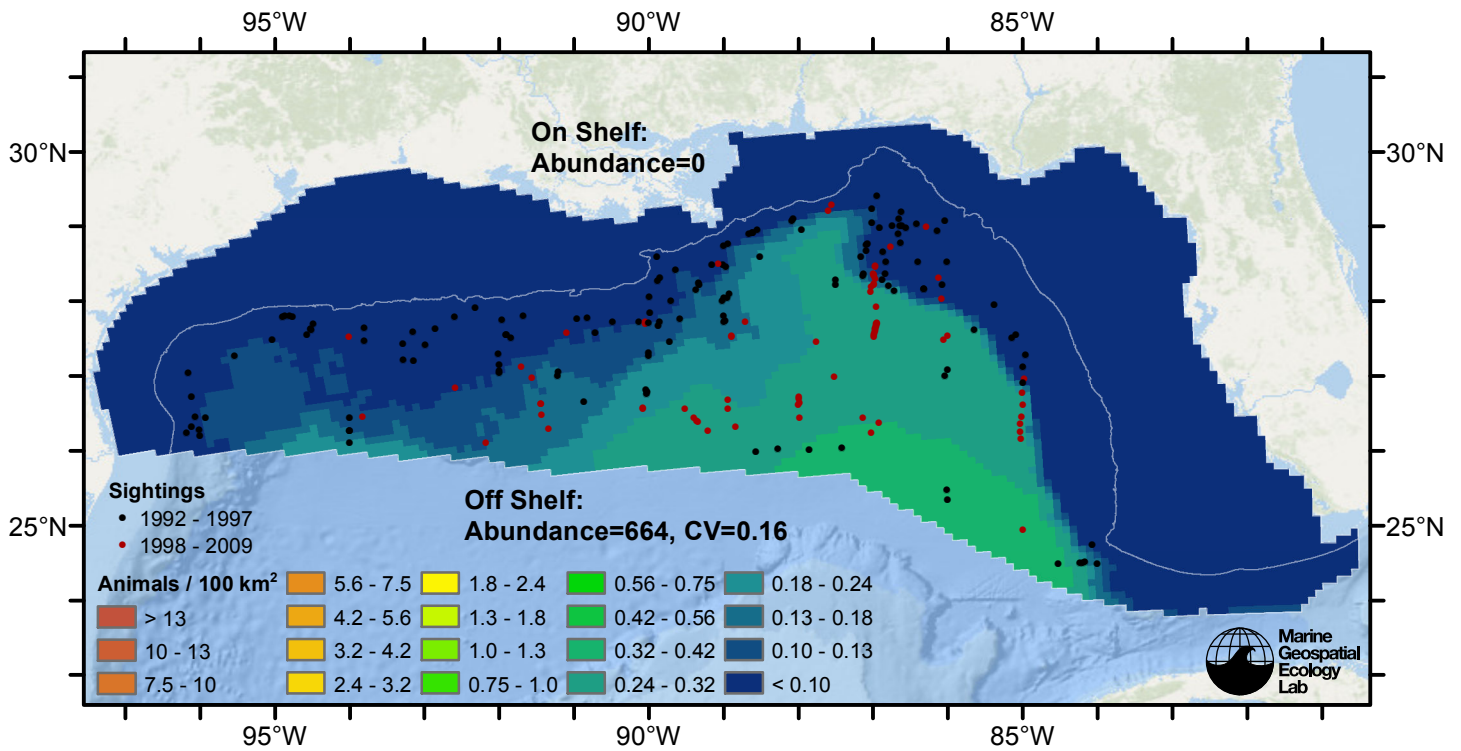 95°W 90°W 85°W
30°N 30°N
On Shelf:
Abundance=0
25°N 25°N
Sightings
1992 - 1997
1998 - 2009
Off Shelf:
Abundance=664, CV=0.16
Animals / 100 km²
> 13
10 - 13
7.5 - 10
5.6 - 7.5
4.2 - 5.6
3.2 - 4.2
2.4 - 3.2
1.8 - 2.4
1.3 - 1.8
1.0 - 1.3
0.75 - 1.0
0.56 - 0.75
0.42 - 0.56
0.32 - 0.42
0.24 - 0.32
0.18 - 0.24
0.13 - 0.18
0.10 - 0.13
< 0.10
Marine
Geospatial
Ecology
Lab
95°W 90°W 85°W